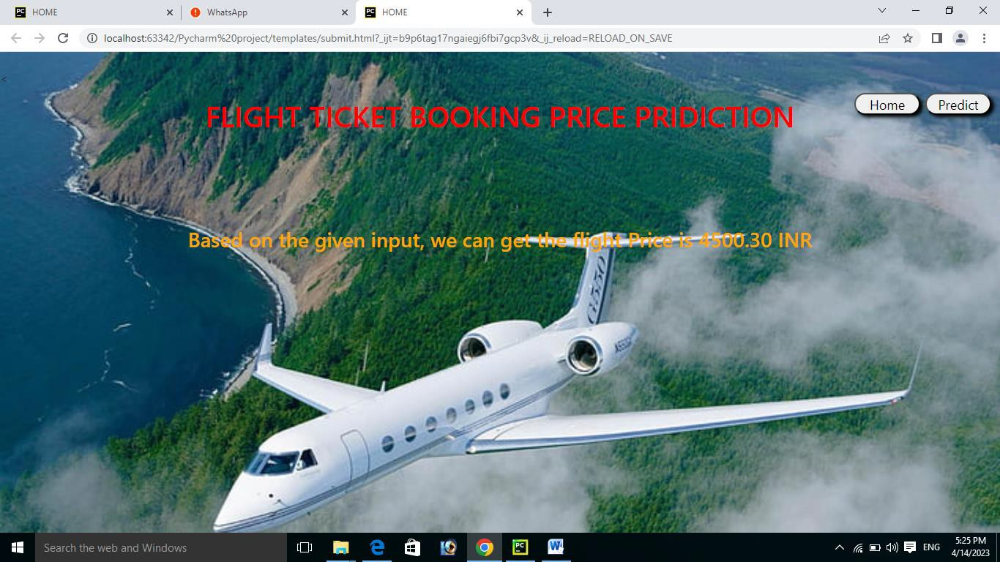 HOME
WhatsApp
HOME
localhost:63342/Pycharm%20project/templates/submit.html?_ijt=b9p6tag17ngaiegj6fbi7gcp3v&_ij_reload=RELOAD_ON_SAVE
<
Home
Predict
FLIGHT TICKET BOOKING PRICE PRIDICTION
Based on the given input, we can get the flight Price is 4500.30 INR
G550
Search the web and Windows
ENG
5:25 PM
4/14/2023